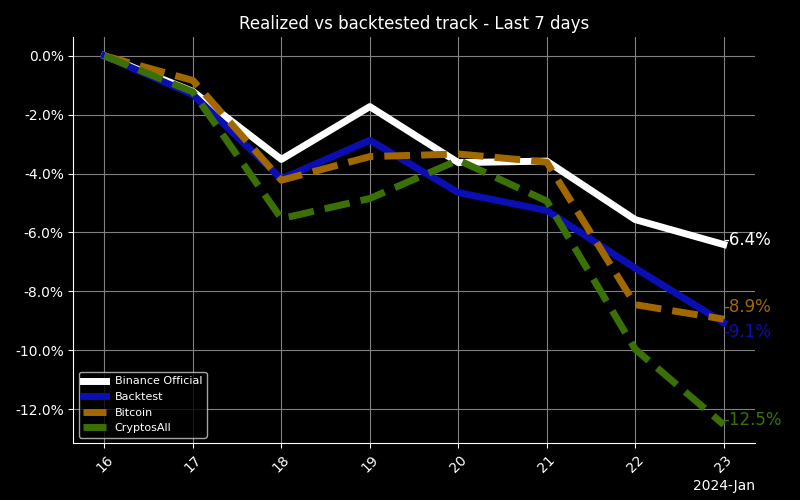 Realized vs backtested track - Last 7 days
0.0%
-2.0%
-4.0%
-6.0%
-8.0%
-10.0%
-12.0%
-6.4%
-8.9%
-9.1%
-12.5%
Binance Official
Backtest
Bitcoin
CryptosAll
16 17 18 19 20 21 22 23
2024-Jan